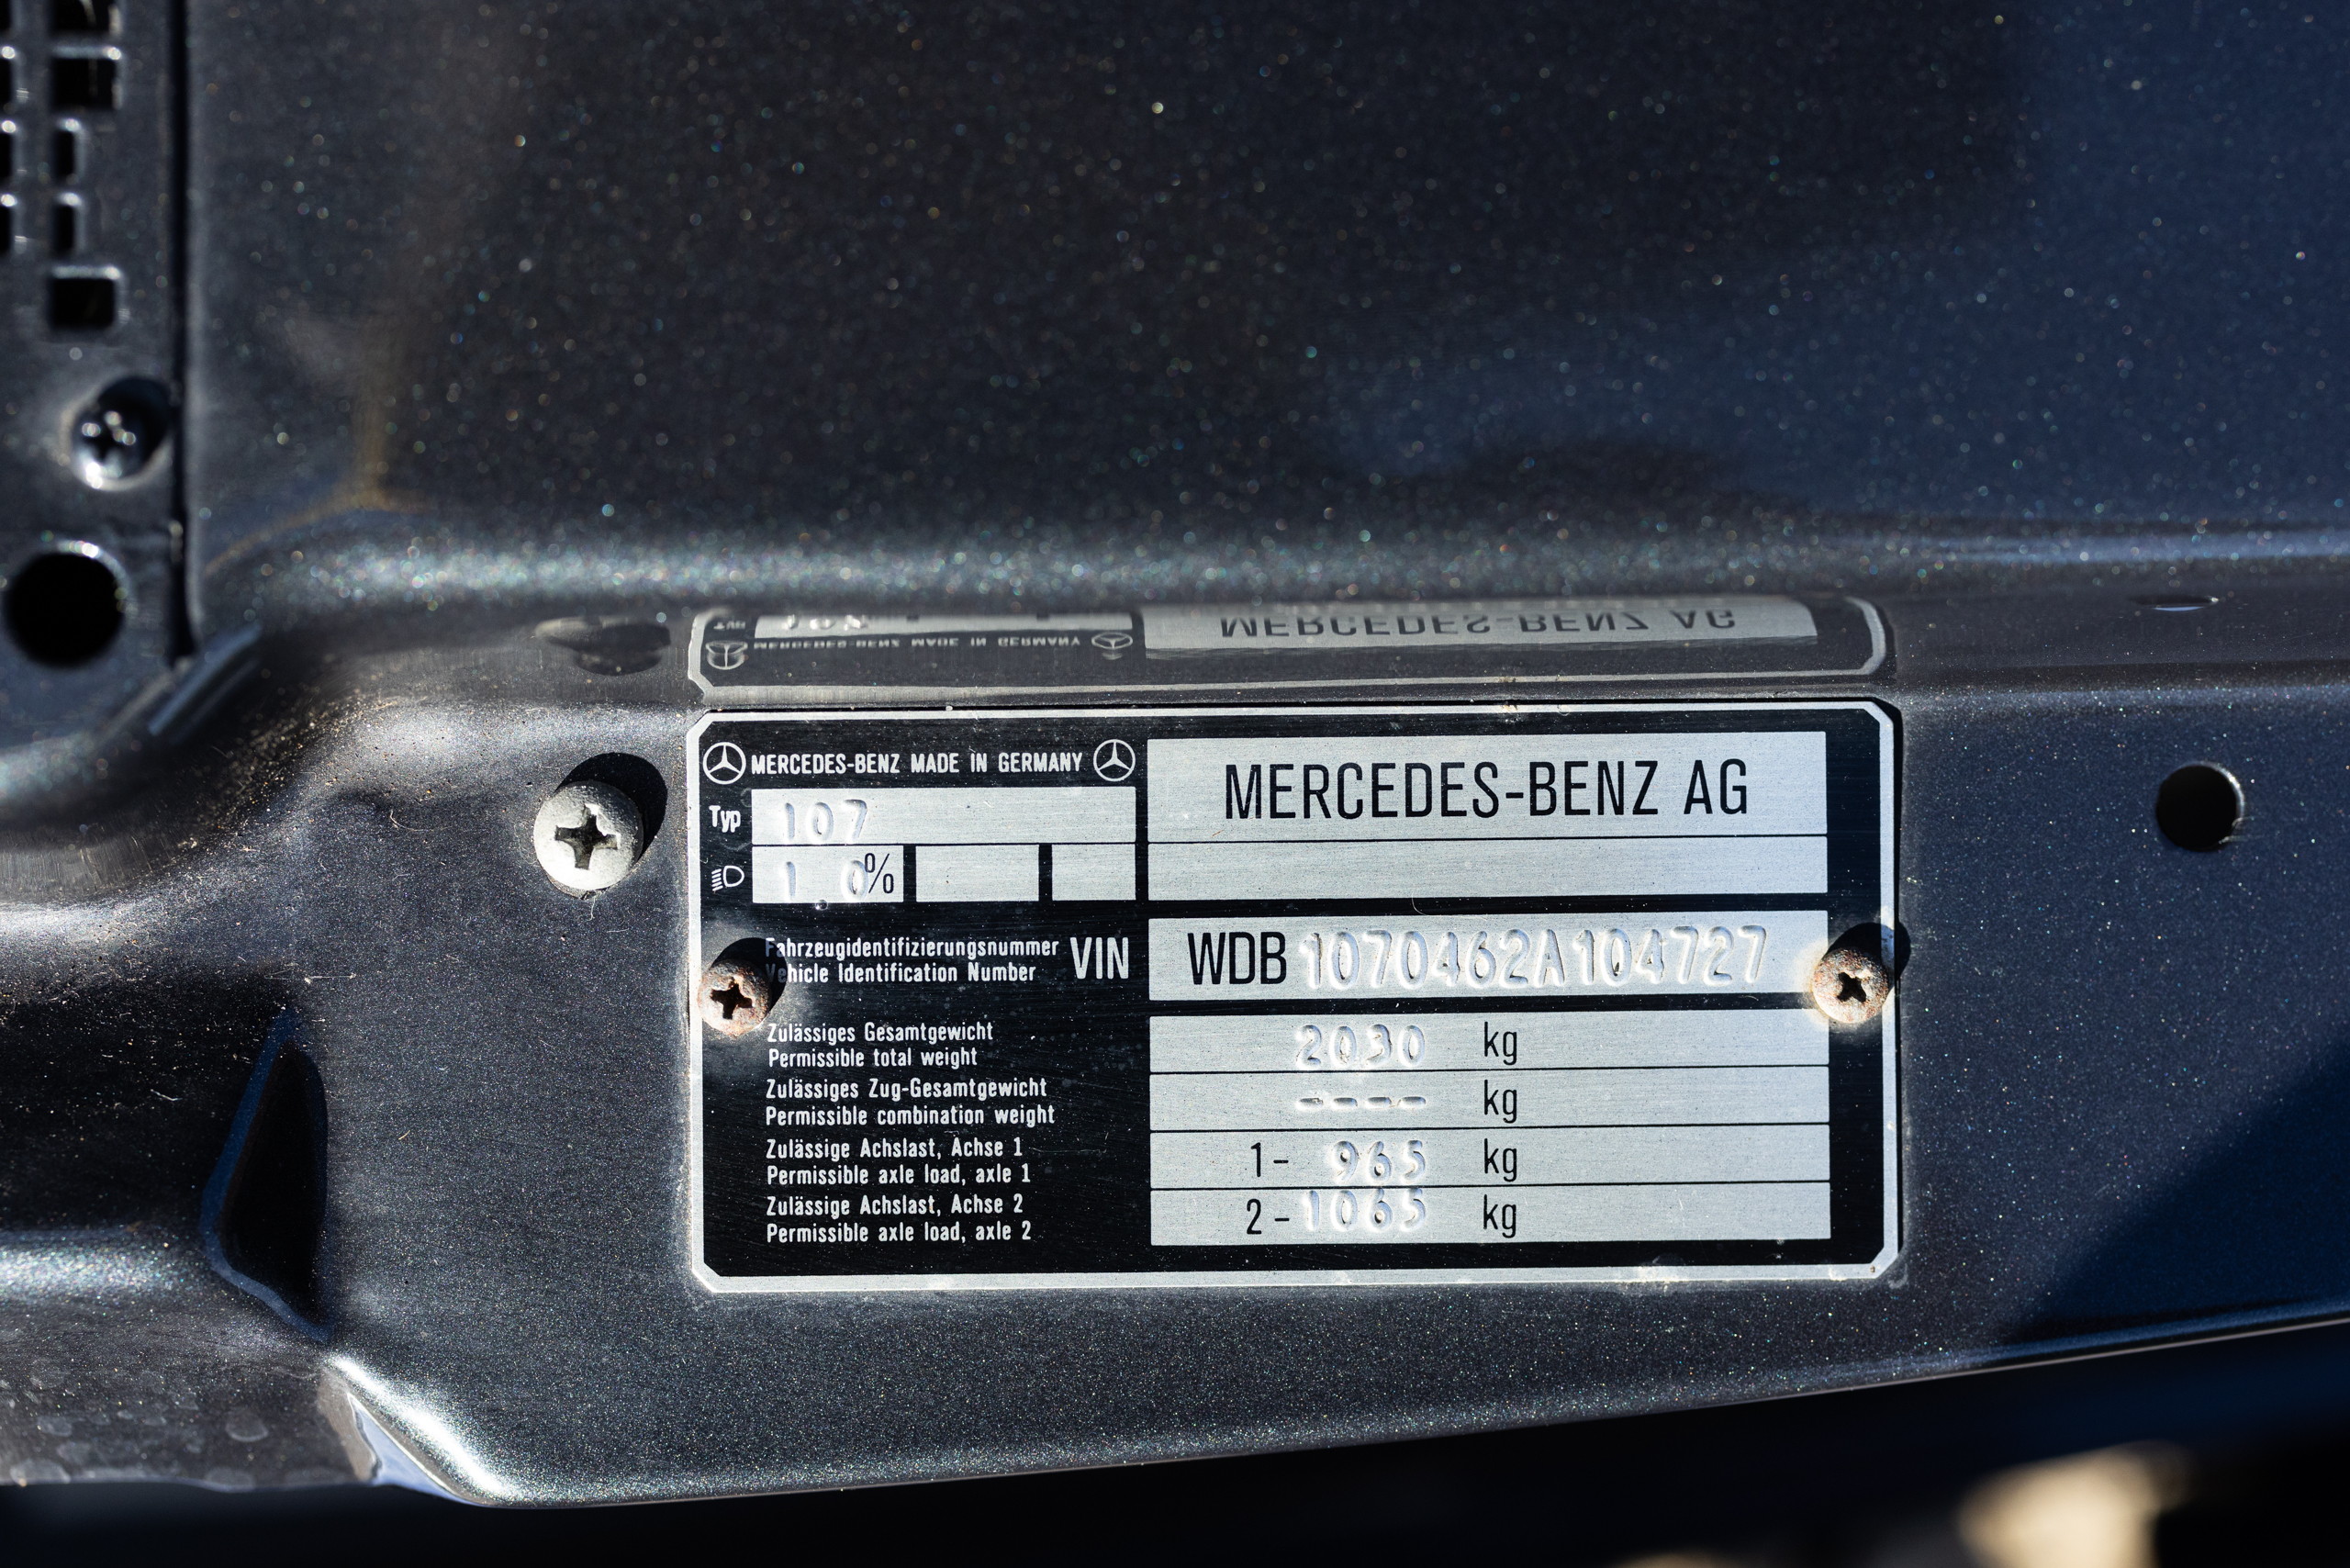 MERCEDES-BENZ MADE IN GERMANY
MERCEDES-BENZ AG
Typ 107
1 0%
Fahrzeugidentifizierungsnummer
Vehicle Identification Number
VIN
WDB1070462A104727
Zulässiges Gesamtgewicht
Permissible total weight
2030 kg
Zulässiges Zug-Gesamtgewicht
Permissible combination weight
---- kg
Zulässige Achslast, Achse 1
Permissible axle load, axle 1
1- 965 kg
Zulässige Achslast, Achse 2
Permissible axle load, axle 2
2-1065 kg